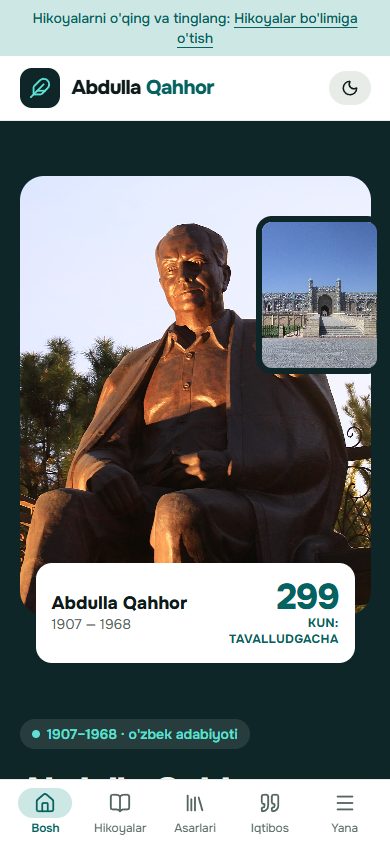 Hikoyalarni o'qing va tinglang: Hikoyalar bo'limiga
o'tish
Abdulla Qahhor
Abdulla Qahhor
1907 — 1968
299
KUN:
TAVALLUDGACHA
1907–1968 · o'zbek adabiyoti
Bosh
Hikoyalar
Asarlari
Iqtibos
Yana